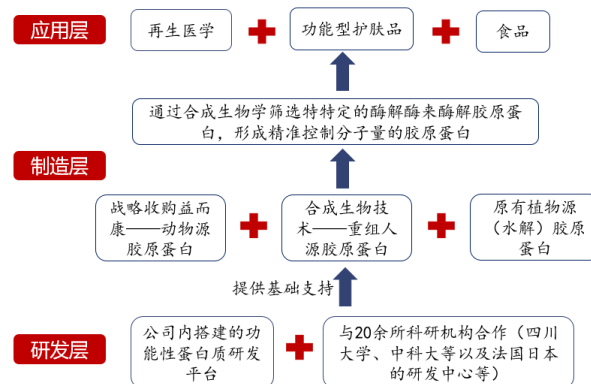 应用层
再生医学
功能型护肤品
食品
通过合成生物学筛选特特定的酶解酶来酶解胶原蛋
白，形成精准控制分子量的胶原蛋白
制造层
战略收购益而
康——动物源
胶原蛋白
合成生物技
术——重组人
源胶原蛋白
原有植物源
（水解）胶原
蛋白
提供基础支持
研发层
公司内搭建的功
能性蛋白质研发
平台
与20余所科研机构合作（四川
大学、中科大等以及法国日本
的研发中心等）